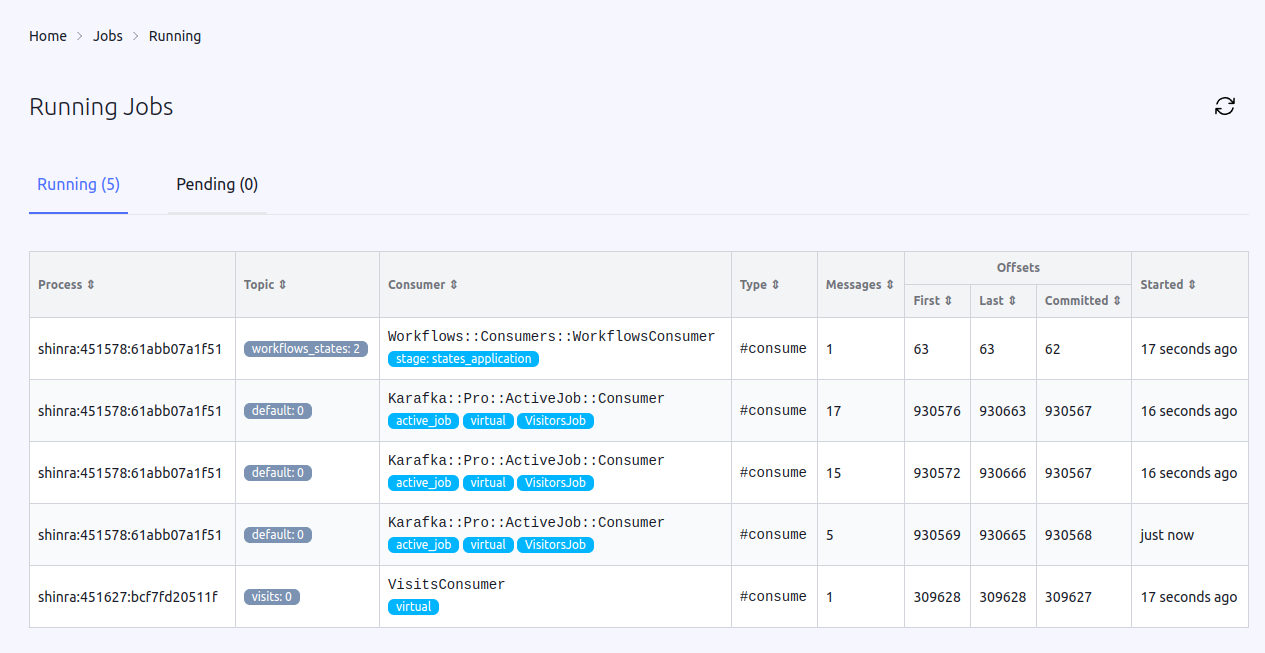 Home > Jobs > Running
Running Jobs
Running (5) Pending (0)
Process ⇕ Topic ⇕ Consumer ⇕ Type ⇕ Messages ⇕ Offsets Started ⇕
First ⇕ Last ⇕ Committed ⇕
shinra:451578:61abb07a1f51 workflows_states: 2 Workflows::Consumers::WorkflowsConsumer #consume 1 63 63 62 17 seconds ago
stage: states_application
shinra:451578:61abb07a1f51 default: 0 Karafka::Pro::ActiveJob::Consumer #consume 17 930576 930663 930567 16 seconds ago
active_job virtual VisitorsJob
shinra:451578:61abb07a1f51 default: 0 Karafka::Pro::ActiveJob::Consumer #consume 15 930572 930666 930567 16 seconds ago
active_job virtual VisitorsJob
shinra:451578:61abb07a1f51 default: 0 Karafka::Pro::ActiveJob::Consumer #consume 5 930569 930665 930568 just now
active_job virtual VisitorsJob
shinra:451627:bcf7fd20511f visits: 0 VisitsConsumer #consume 1 309628 309628 309627 17 seconds ago
virtual